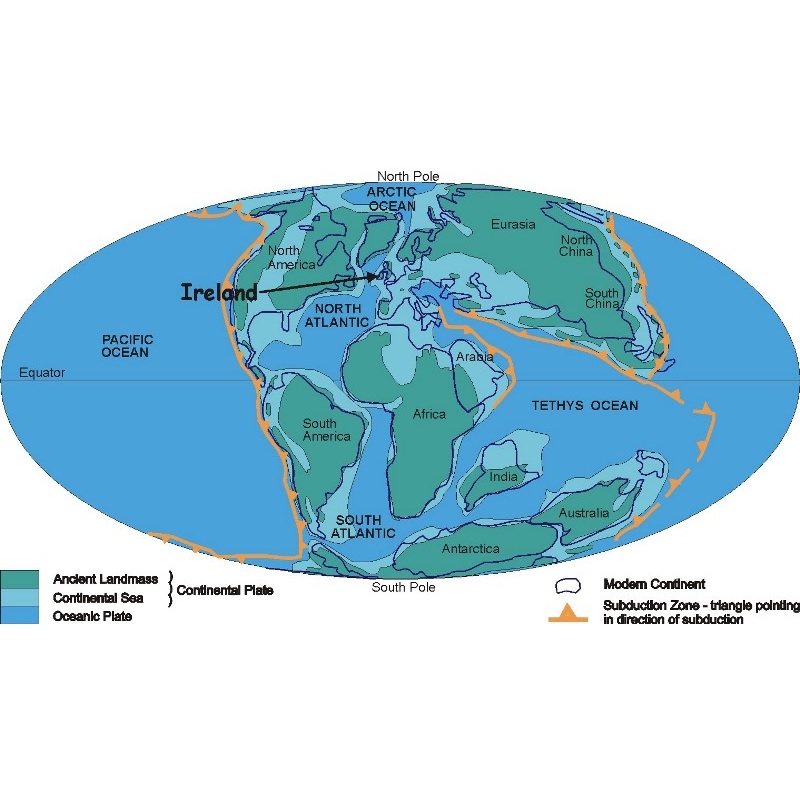 North Pole
ARCTIC
OCEAN
Eurasia
North
America
North
China
Ireland
South
China
NORTH
ATLANTIC
PACIFIC
OCEAN
Arabia
Equator
TETHYS OCEAN
Africa
South
America
India
Australia
SOUTH
ATLANTIC
Antarctica
South Pole
Ancient Landmass
Continental Sea
Continental Plate
Oceanic Plate
Modern Continent
Subduction Zone - triangle pointing
in direction of subduction